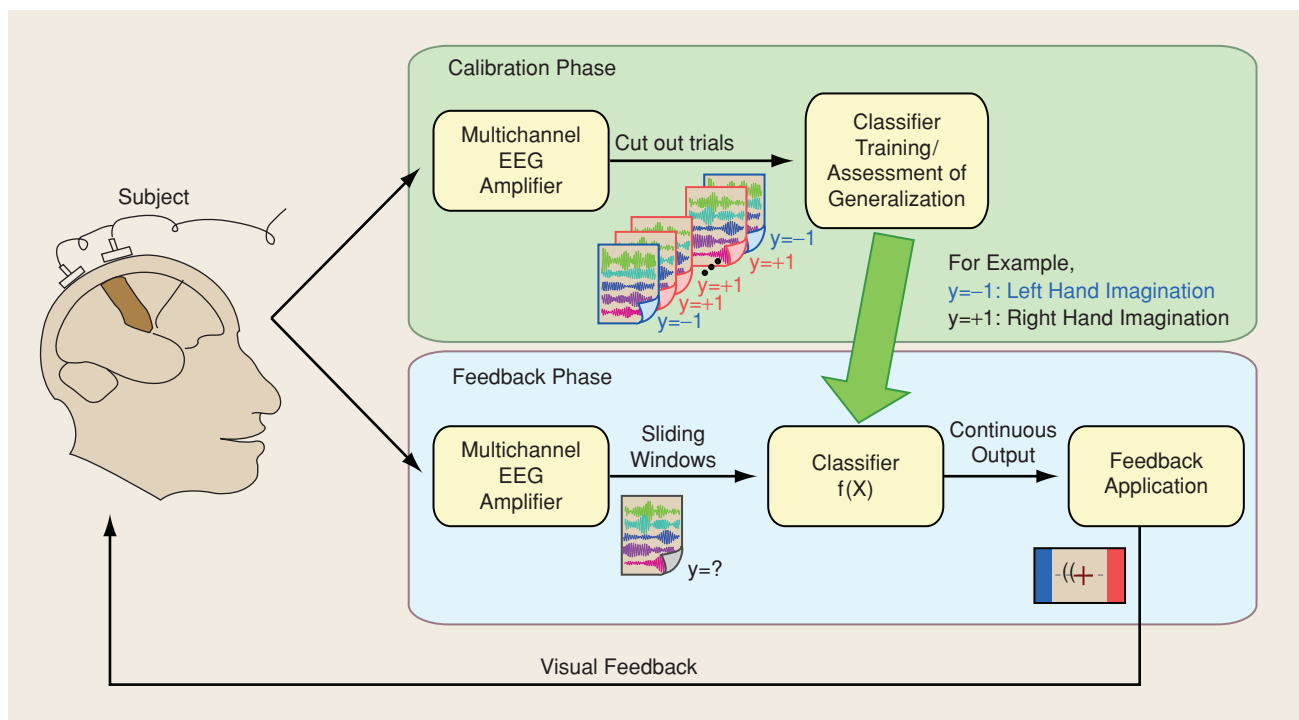 Calibration Phase
Multichannel
EEG
Amplifier
Cut out trials
Classifier
Training/
Assessment of
Generalization
Subject
y=−1
y=+1
y=+1
y=+1
y=−1
For Example,
y=−1: Left Hand Imagination
y=+1: Right Hand Imagination
Feedback Phase
Multichannel
EEG
Amplifier
Sliding
Windows
y=?
Classifier
f(X)
Continuous
Output
Feedback
Application
Visual Feedback